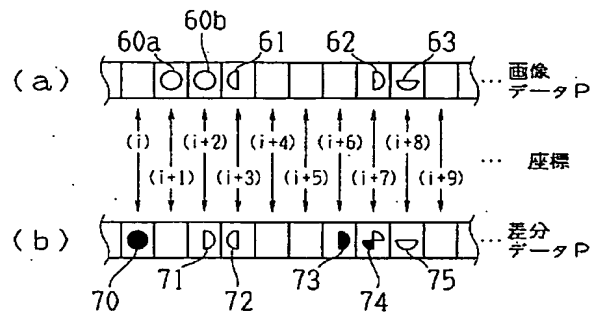 60a 60b 61 62 63
(a) … 画像
データP
(i) (i+2) (i+4) (i+6) (i+8)
… 座標
(i+1) (i+3) (i+5) (i+7) (i+9)
(b) … 差分
データP
70 71 72 73 74 75